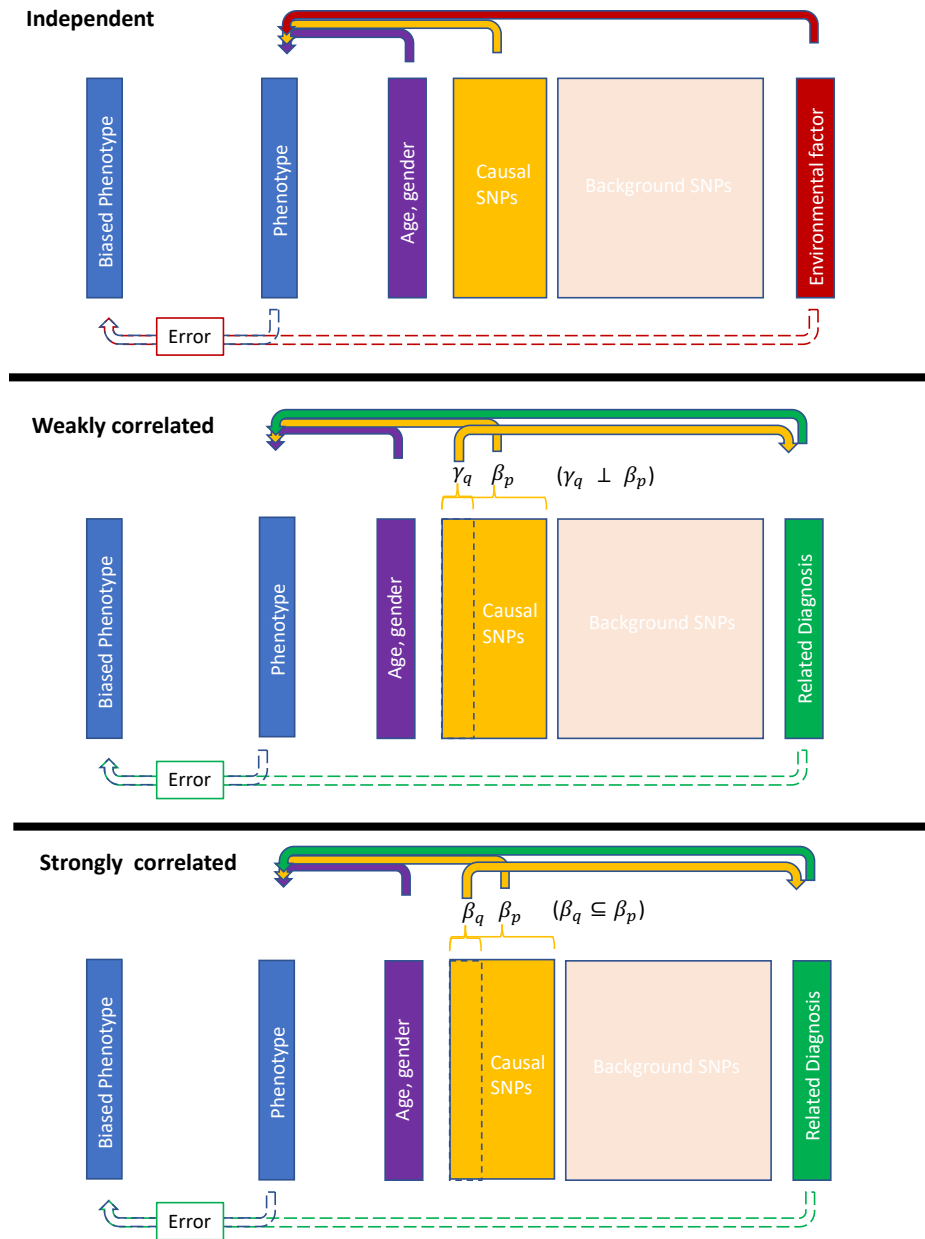 Independent
Biased Phenotype
Phenotype
Age, gender
Causal
SNPs
Background SNPs
Environmental factor
Error
Weakly correlated
γ_q β_p (γ_q ⊥ β_p)
Biased Phenotype
Phenotype
Age, gender
Causal
SNPs
Background SNPs
Related Diagnosis
Error
Strongly correlated
β_q β_p (β_q ⊆ β_p)
Biased Phenotype
Phenotype
Age, gender
Causal
SNPs
Background SNPs
Related Diagnosis
Error